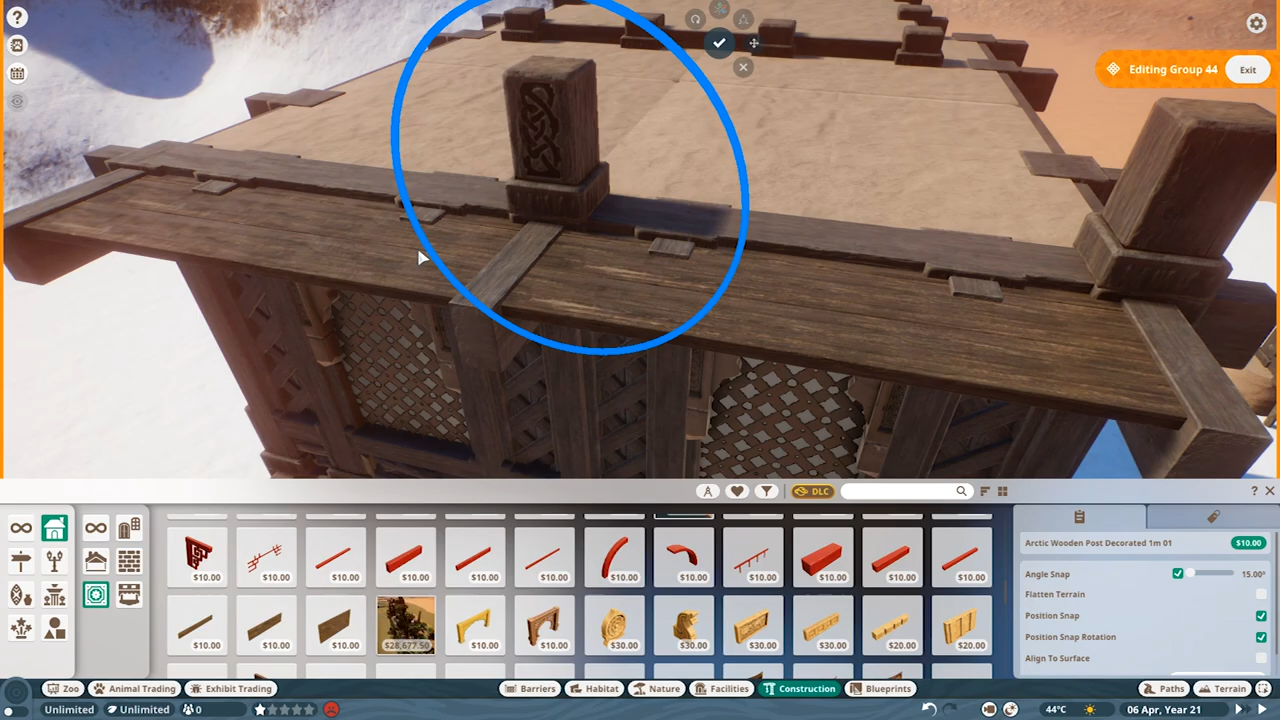 ?
Editing Group 44
Exit
DLC
? ×
$10.00 $10.00 $10.00 $10.00 $10.00 $10.00 $10.00 $10.00 $10.00 $10.00 $10.00 $10.00
$10.00 $10.00 $10.00 $28,677.50 $10.00 $10.00 $30.00 $30.00 $30.00 $30.00 $20.00 $20.00
Arctic Wooden Post Decorated 1m 01 $10.00
Angle Snap 15.00°
Flatten Terrain
Position Snap
Position Snap Rotation
Align To Surface
Zoo Animal Trading Exhibit Trading Barriers Habitat Nature Facilities Construction Blueprints Paths Terrain
Unlimited Unlimited 0 44°C 06 Apr, Year 21